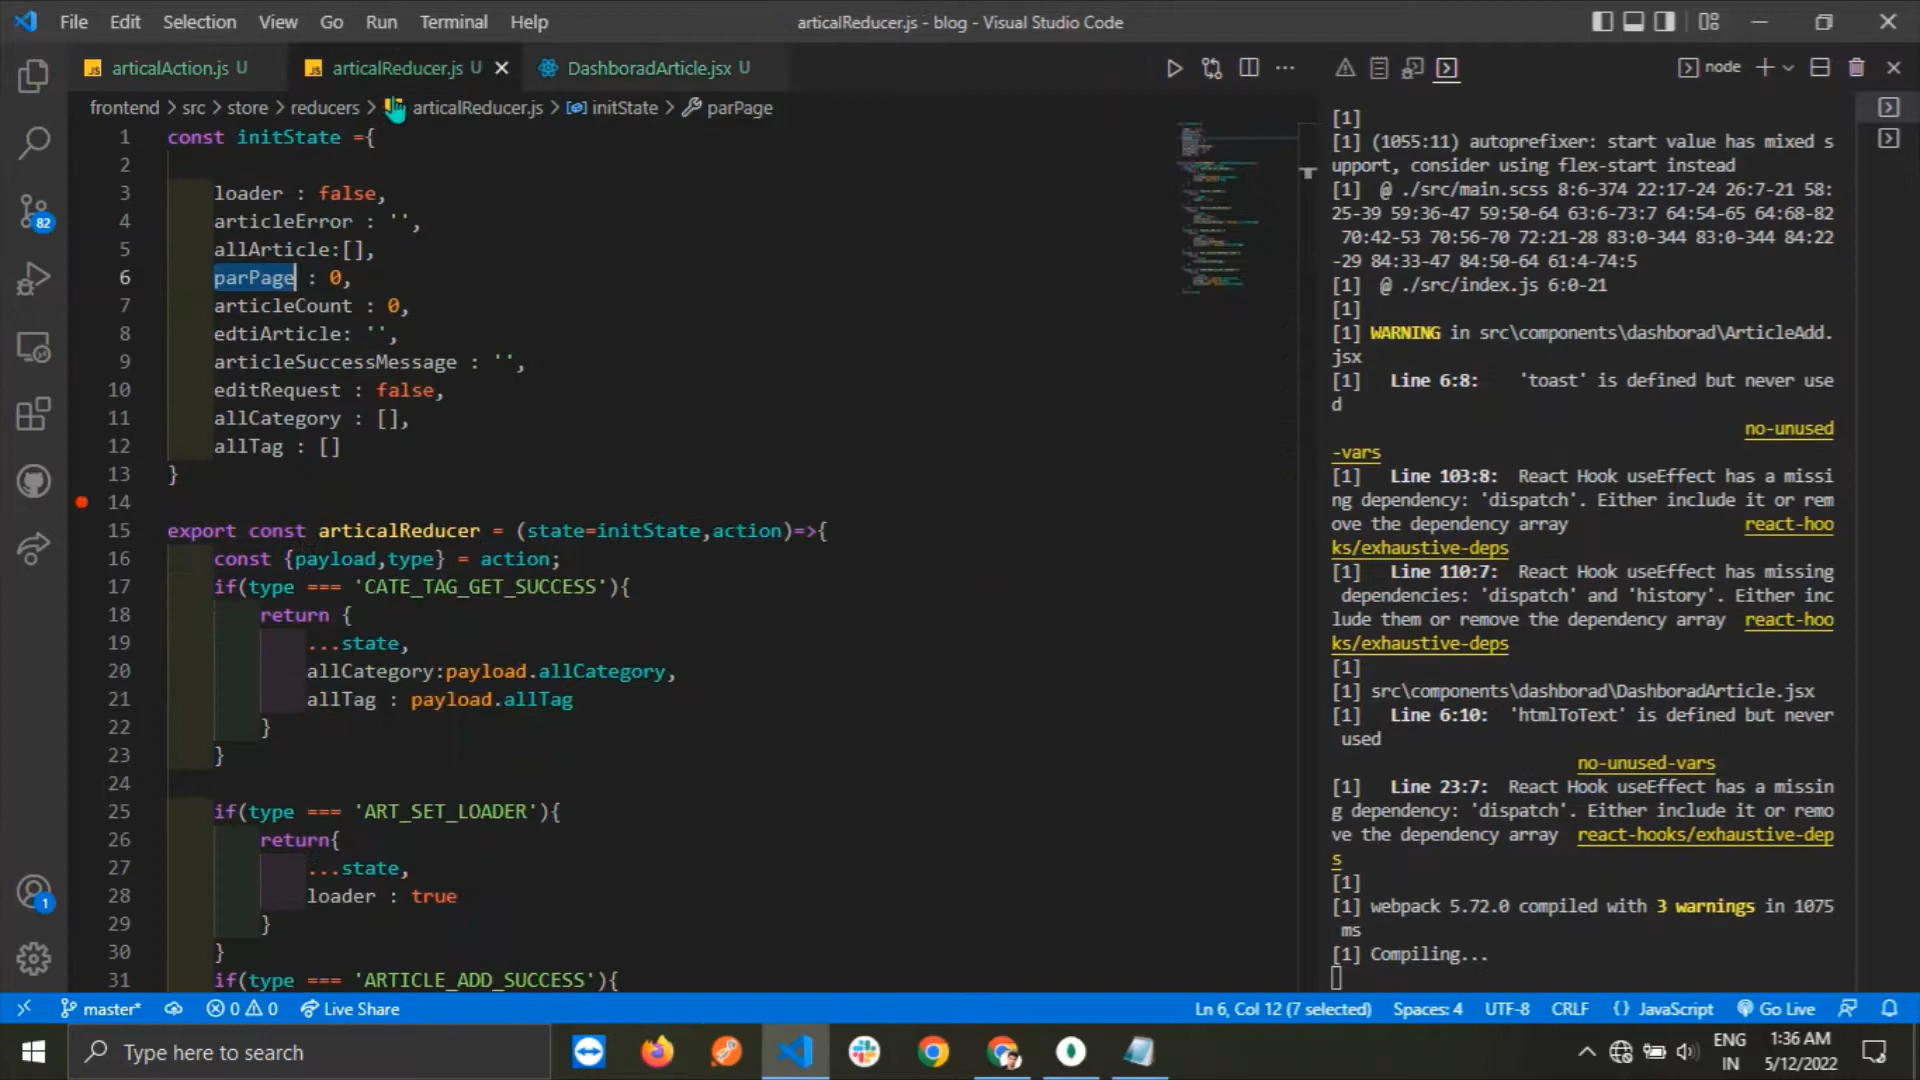 File Edit Selection View Go Run Terminal Help
articalReducer.js - blog - Visual Studio Code
JS articalAction.js U
JS articalReducer.js U
DashboradArticle.jsx U
node
frontend > src > store > reducers > articalReducer.js > initState > parPage
1 const initState ={
2
3 loader : false,
4 articleError : '',
5 allArticle:[],
6 parPage : 0,
7 articleCount : 0,
8 edtiArticle: '',
9 articleSuccessMessage : '',
10 editRequest : false,
11 allCategory : [],
12 allTag : []
13 }
14
15 export const articalReducer = (state=initState,action)=>{
16 const {payload,type} = action;
17 if(type === 'CATE_TAG_GET_SUCCESS'){
18 return {
19 ...state,
20 allCategory:payload.allCategory,
21 allTag : payload.allTag
22 }
23 }
24
25 if(type === 'ART_SET_LOADER'){
26 return{
27 ...state,
28 loader : true
29 }
30 }
31 if(type === 'ARTICLE_ADD_SUCCESS'){
[1]
[1] (1055:11) autoprefixer: start value has mixed s
upport, consider using flex-start instead
[1] @ ./src/main.scss 8:6-374 22:17-24 26:7-21 58:
25-39 59:36-47 59:50-64 63:6-73:7 64:54-65 64:68-82
70:42-53 70:56-70 72:21-28 83:0-344 83:0-344 84:22
-29 84:33-47 84:50-64 61:4-74:5
[1] @ ./src/index.js 6:0-21
[1]
[1] WARNING in src\components\dashborad\ArticleAdd.
jsx
[1] Line 6:8: 'toast' is defined but never use
d
no-unused
-vars
[1] Line 103:8: React Hook useEffect has a missi
ng dependency: 'dispatch'. Either include it or rem
ove the dependency array react-hoo
ks/exhaustive-deps
[1] Line 110:7: React Hook useEffect has missing
dependencies: 'dispatch' and 'history'. Either inc
lude them or remove the dependency array react-hoo
ks/exhaustive-deps
[1]
[1] src\components\dashborad\DashboradArticle.jsx
[1] Line 6:10: 'htmlToText' is defined but never
used
no-unused-vars
[1] Line 23:7: React Hook useEffect has a missin
g dependency: 'dispatch'. Either include it or remo
ve the dependency array react-hooks/exhaustive-dep
s
[1]
[1] webpack 5.72.0 compiled with 3 warnings in 1075
ms
[1] Compiling...
82
1
master* 0 0 Live Share
Ln 6, Col 12 (7 selected) Spaces: 4 UTF-8 CRLF {} JavaScript Go Live
Type here to search
ENG
IN
1:36 AM
5/12/2022